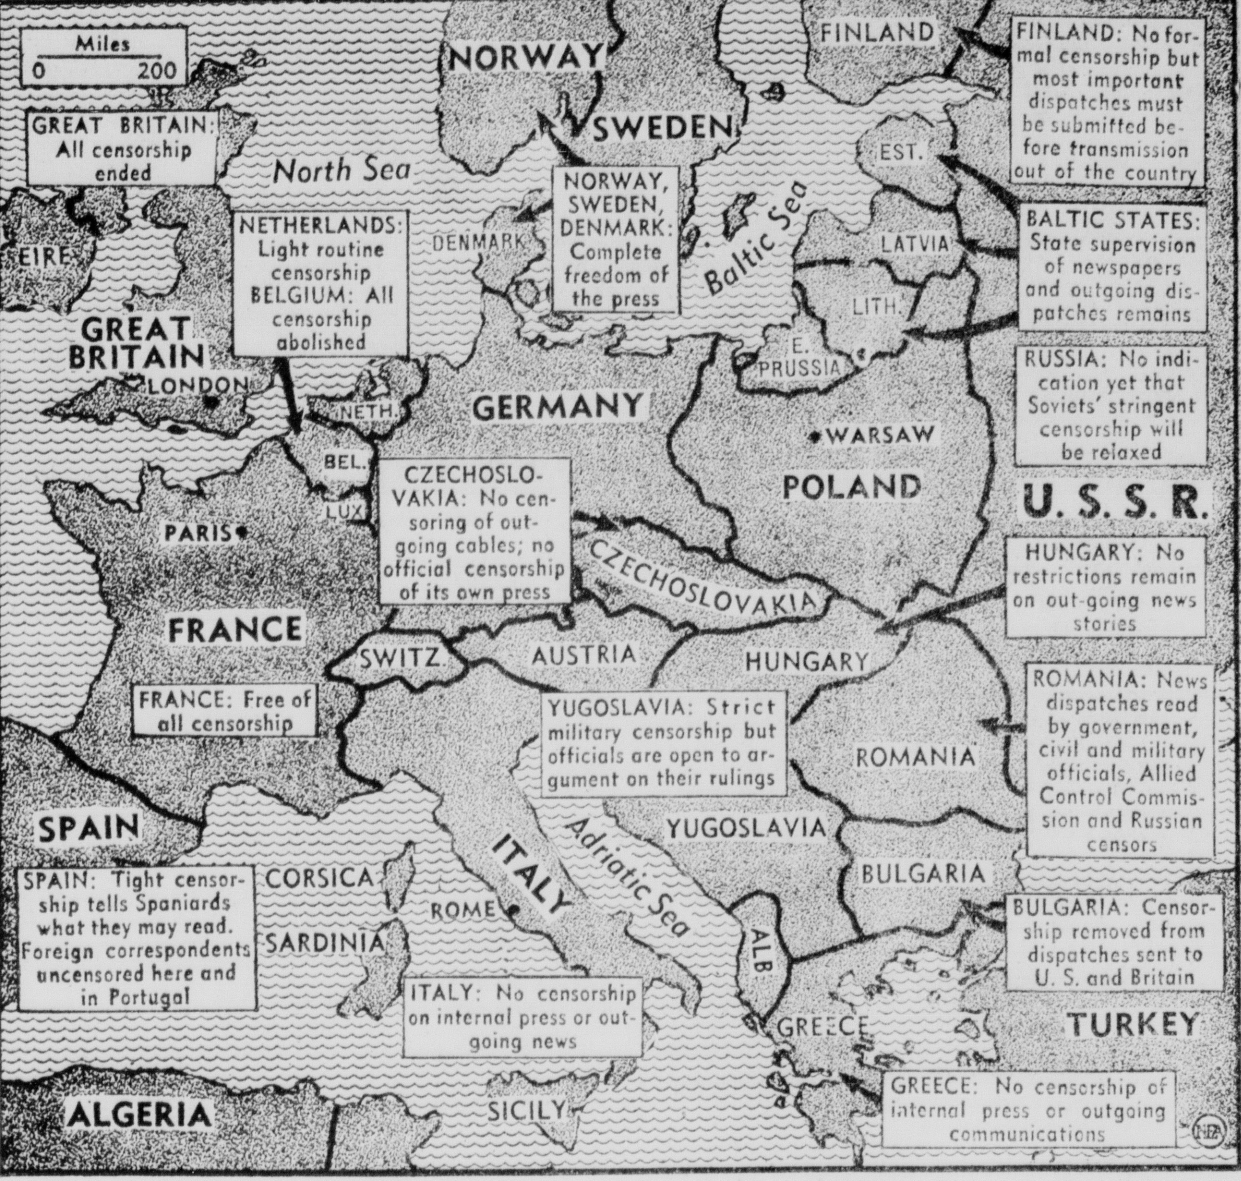 Miles
0 200
GREAT BRITAIN:
All censorship
ended
NORWAY
SWEDEN
FINLAND
FINLAND: No for-
mal censorship but
most important
dispatches must
be submitted be-
fore transmission
out of the country
North Sea
NORWAY,
SWEDEN,
DENMARK:
Complete
freedom of
the press
EST.
BALTIC STATES:
State supervision
of newspapers
and outgoing dis-
patches remains
EIRE
NETHERLANDS:
Light routine
censorship
BELGIUM: All
censorship
abolished
DENMARK
Baltic Sea
LATVIA
LITH.
GREAT
BRITAIN
LONDON
E.
PRUSSIA
RUSSIA: No indi-
cation yet that
Soviets' stringent
censorship will
be relaxed
NETH.
GERMANY
WARSAW
POLAND
BEL.
LUX
CZECHOSLO-
VAKIA: No cen-
soring of out-
going cables; no
official censorship
of its own press
U. S. S. R.
PARIS
CZECHOSLOVAKIA
HUNGARY: No
restrictions remain
on out-going news
stories
FRANCE
SWITZ.
AUSTRIA
HUNGARY
FRANCE: Free of
all censorship
YUGOSLAVIA: Strict
military censorship but
officials are open to ar-
gument on their rulings
ROMANIA
ROMANIA: News
dispatches read
by government,
civil and military
officials, Allied
Control Commis-
sion and Russian
censors
SPAIN
ITALY
Adriatic Sea
YUGOSLAVIA
BULGARIA
SPAIN: Tight censor-
ship tells Spaniards
what they may read.
Foreign correspondents
uncensored here and
in Portugal
CORSICA
SARDINIA
ROME
ALB
BULGARIA: Censor-
ship removed from
dispatches sent to
U. S. and Britain
ITALY: No censorship
on internal press or out-
going news
GREECE
TURKEY
ALGERIA
SICILY
GREECE: No censorship of
internal press or outgoing
communications
NEA